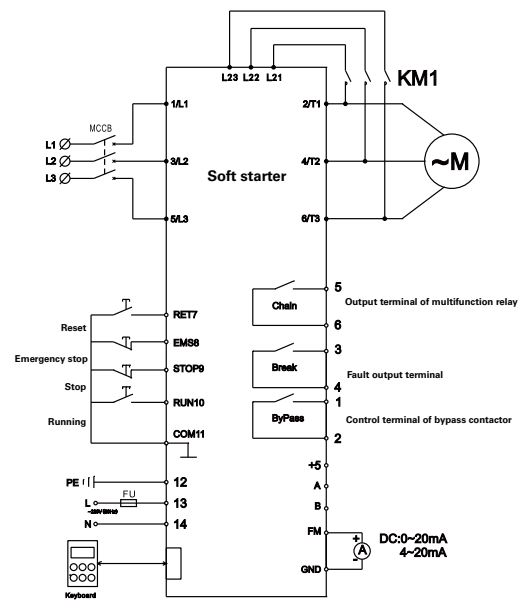 L23 L22 L21
KM1
1/L1
2/T1
MCCB
L1
L2
L3
3/L2
4/T2
~M
Soft starter
5/L3
6/T3
5
Chain
Output terminal of multifunction relay
6
RET7
Reset
EMS8
Emergency stop
STOP9
Stop
RUN10
Running
COM11
3
Break
Fault output terminal
4
1
ByPass
Control terminal of bypass contactor
2
+5
A
B
PE
12
FU
L
13
N
14
FM
+
A
-
DC:0~20mA
4~20mA
GND
Keyboard